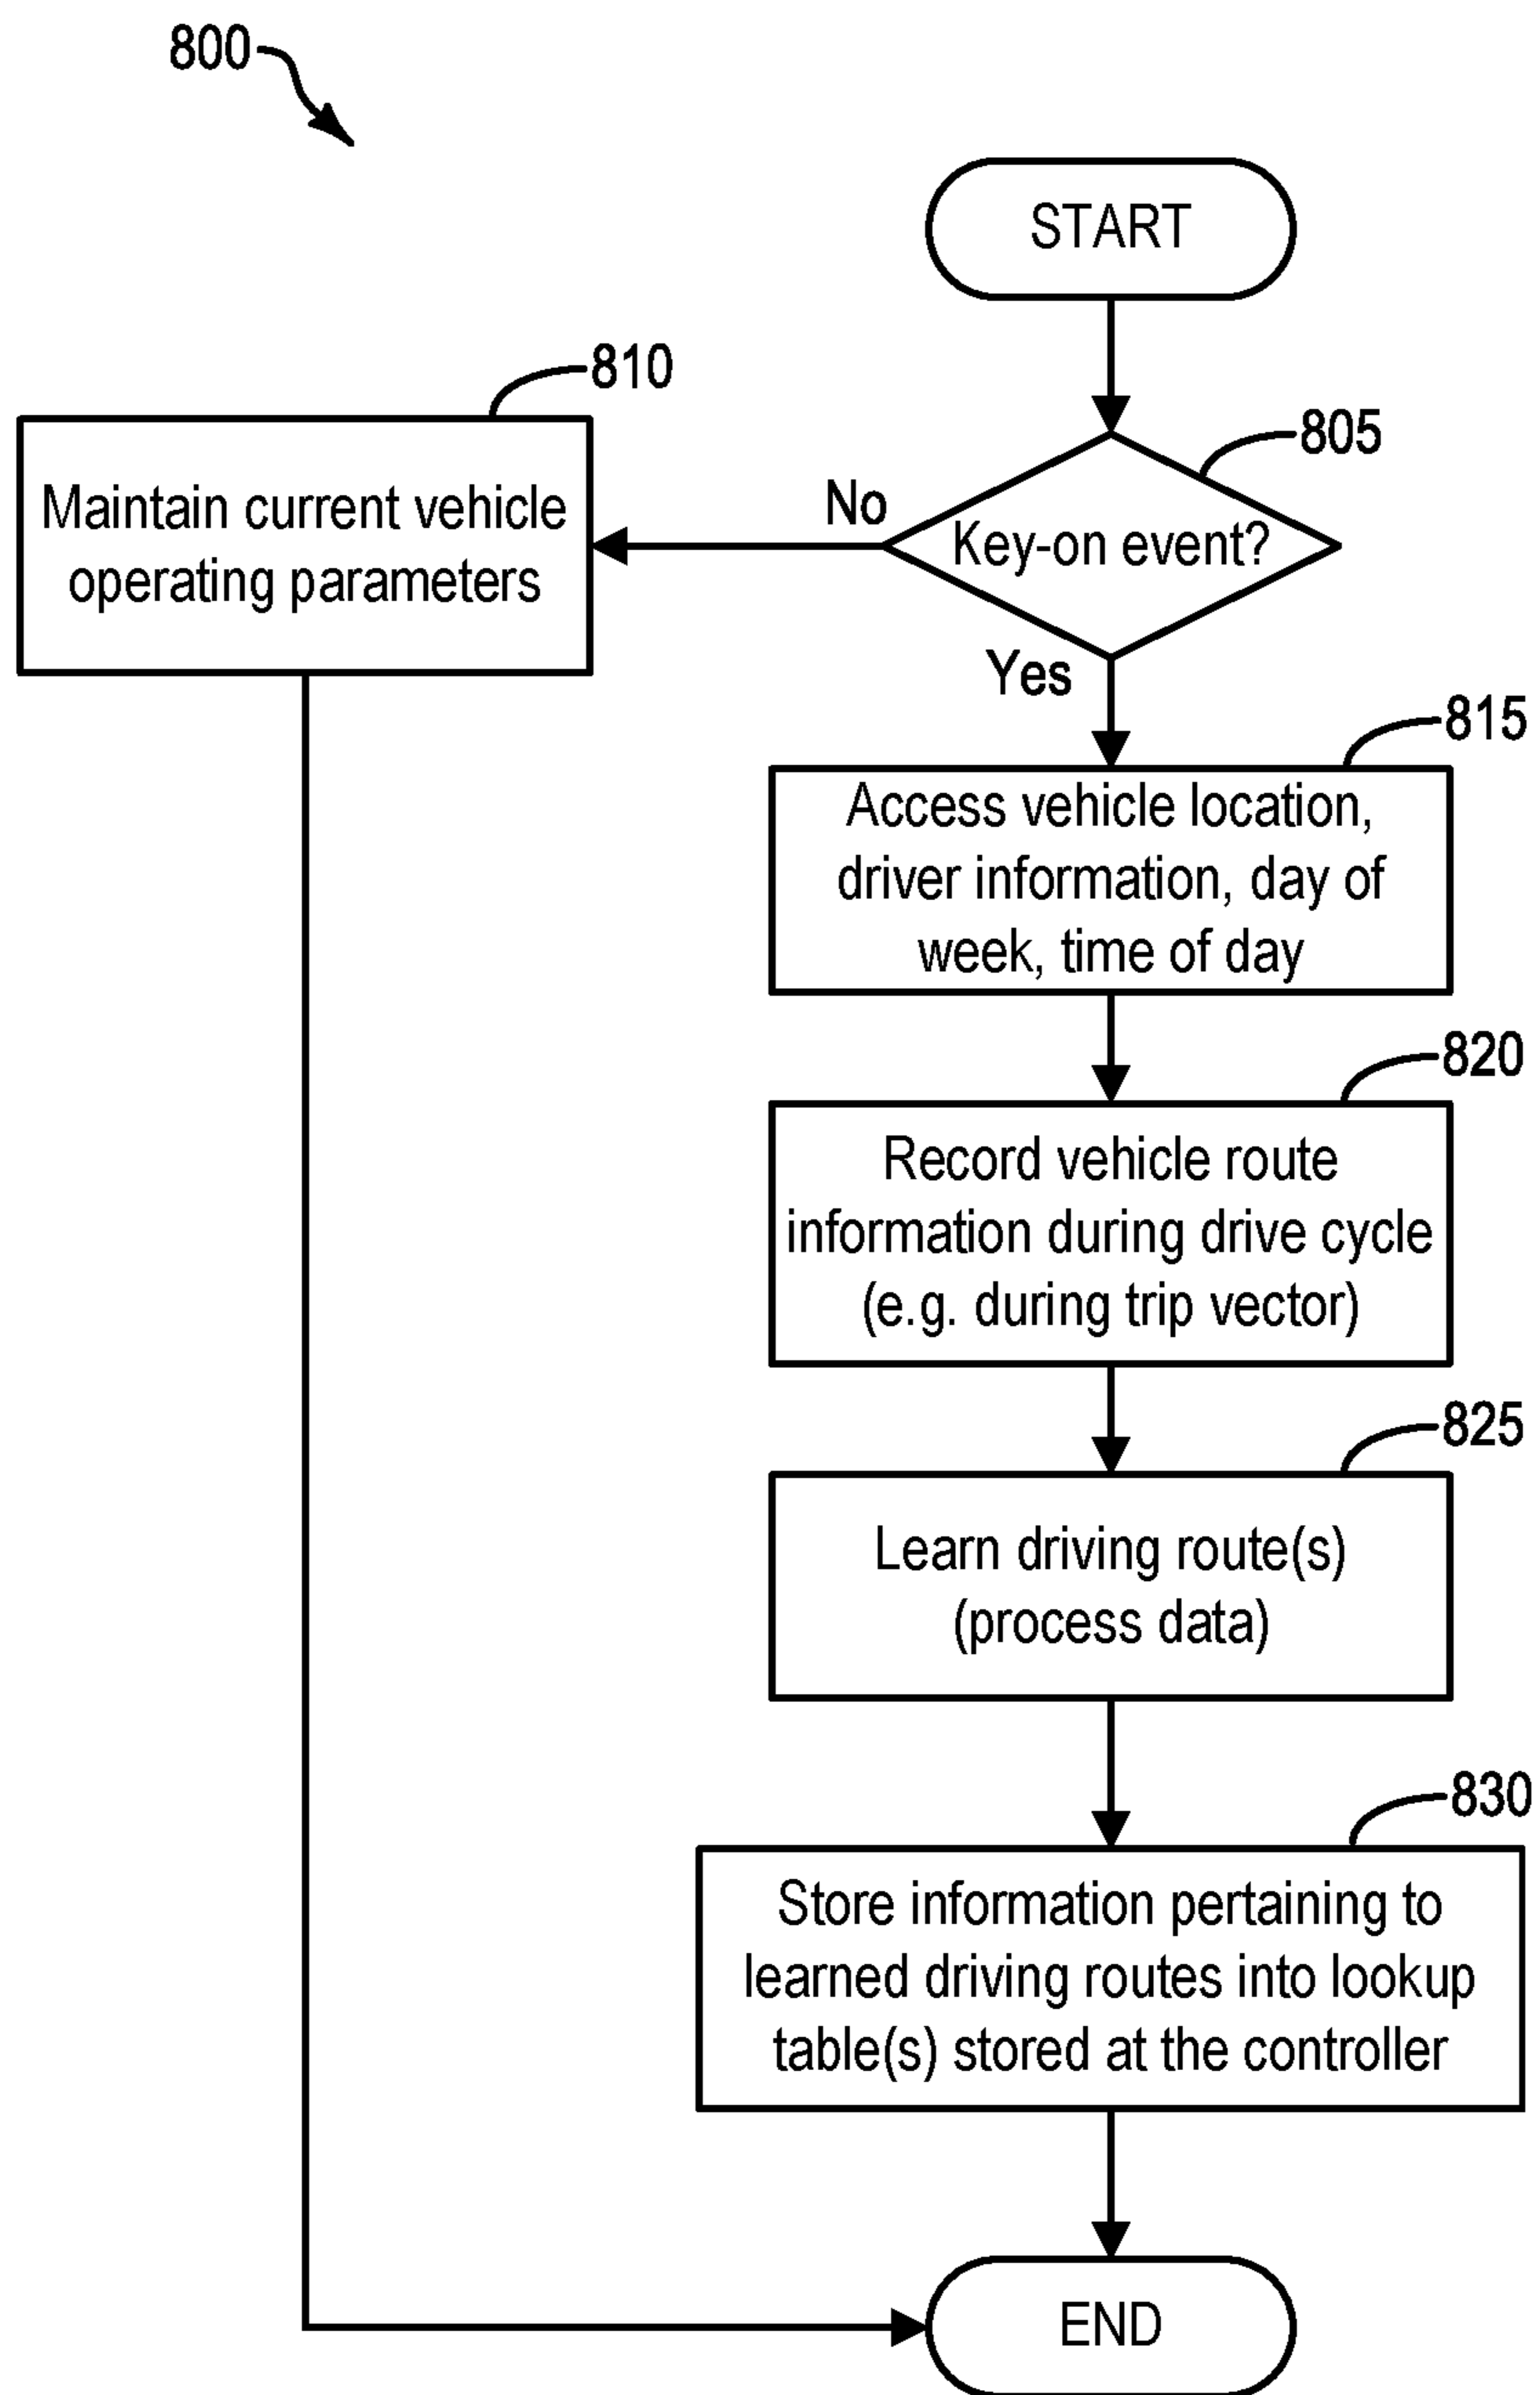 800
START
810
805
Maintain current vehicle
operating parameters
No
Key-on event?
Yes
815
Access vehicle location,
driver information, day of
week, time of day
820
Record vehicle route
information during drive cycle
(e.g. during trip vector)
825
Learn driving route(s)
(process data)
830
Store information pertaining to
learned driving routes into lookup
table(s) stored at the controller
END